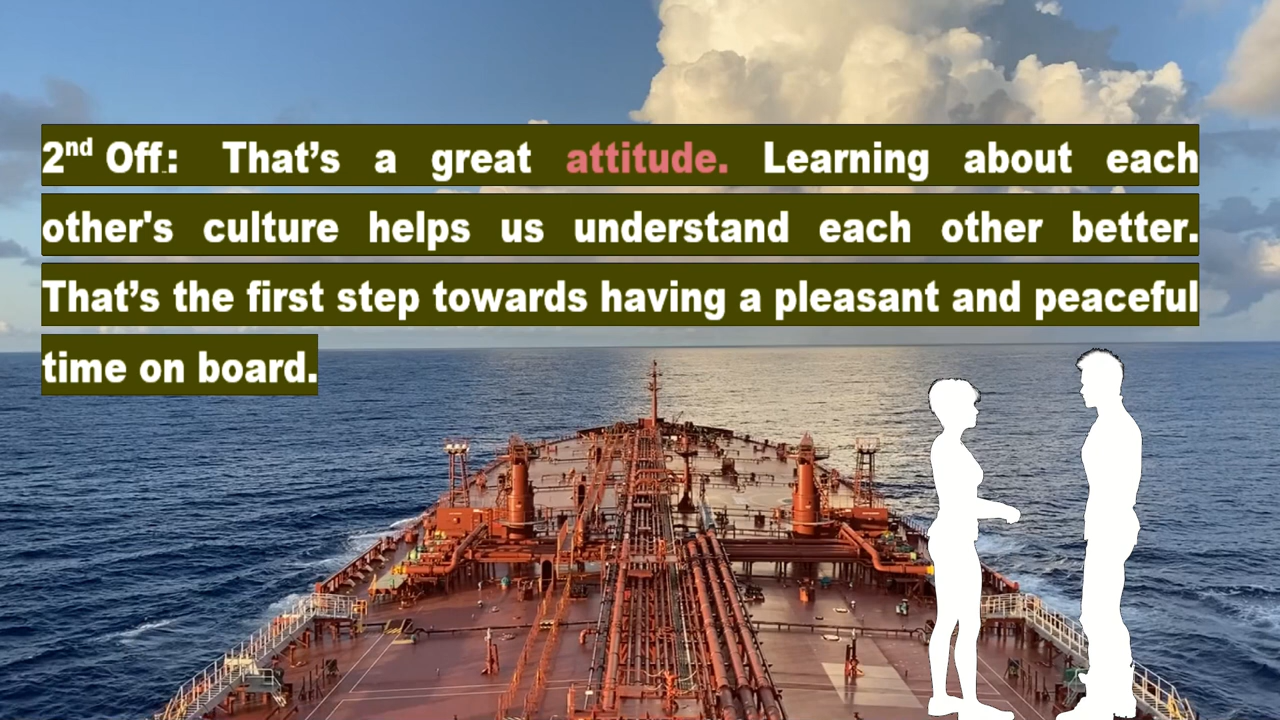 2nd Off.: That’s a great attitude. Learning about each
other's culture helps us understand each other better.
That’s the first step towards having a pleasant and peaceful
time on board.